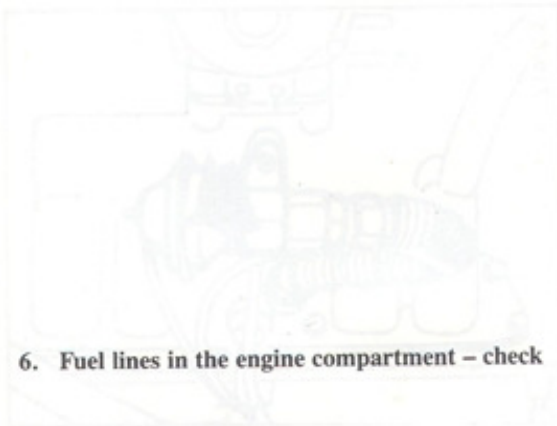 6. Fuel lines in the engine compartment – check